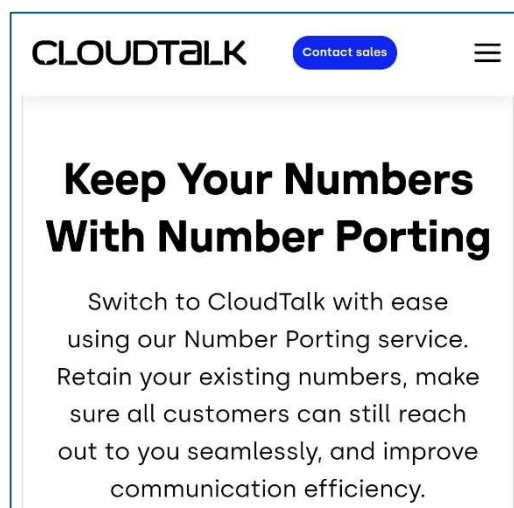 CLOUDTALK
Contact sales
Keep Your Numbers
With Number Porting
Switch to CloudTalk with ease
using our Number Porting service.
Retain your existing numbers, make
sure all customers can still reach
out to you seamlessly, and improve
communication efficiency.